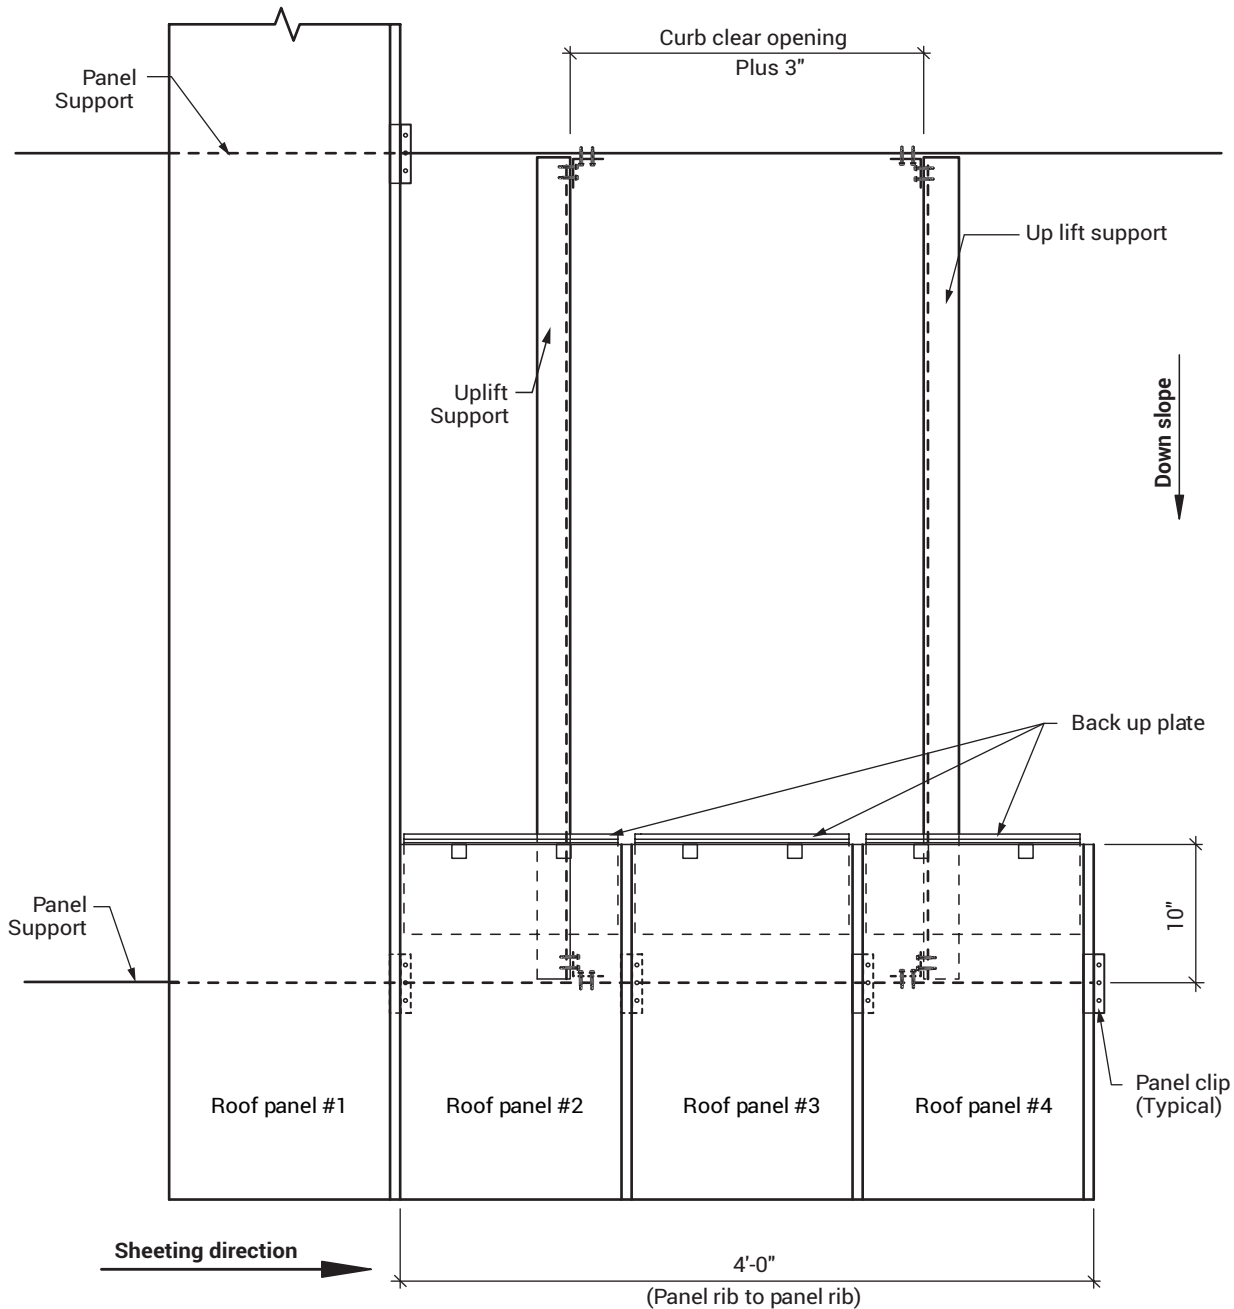 Curb clear opening
Plus 3"
Panel
Support
Up lift support
Uplift
Support
Down slope
Back up plate
Panel
Support
10"
Roof panel #1
Roof panel #2
Roof panel #3
Roof panel #4
Panel clip
(Typical)
Sheeting direction
4'-0"
(Panel rib to panel rib)